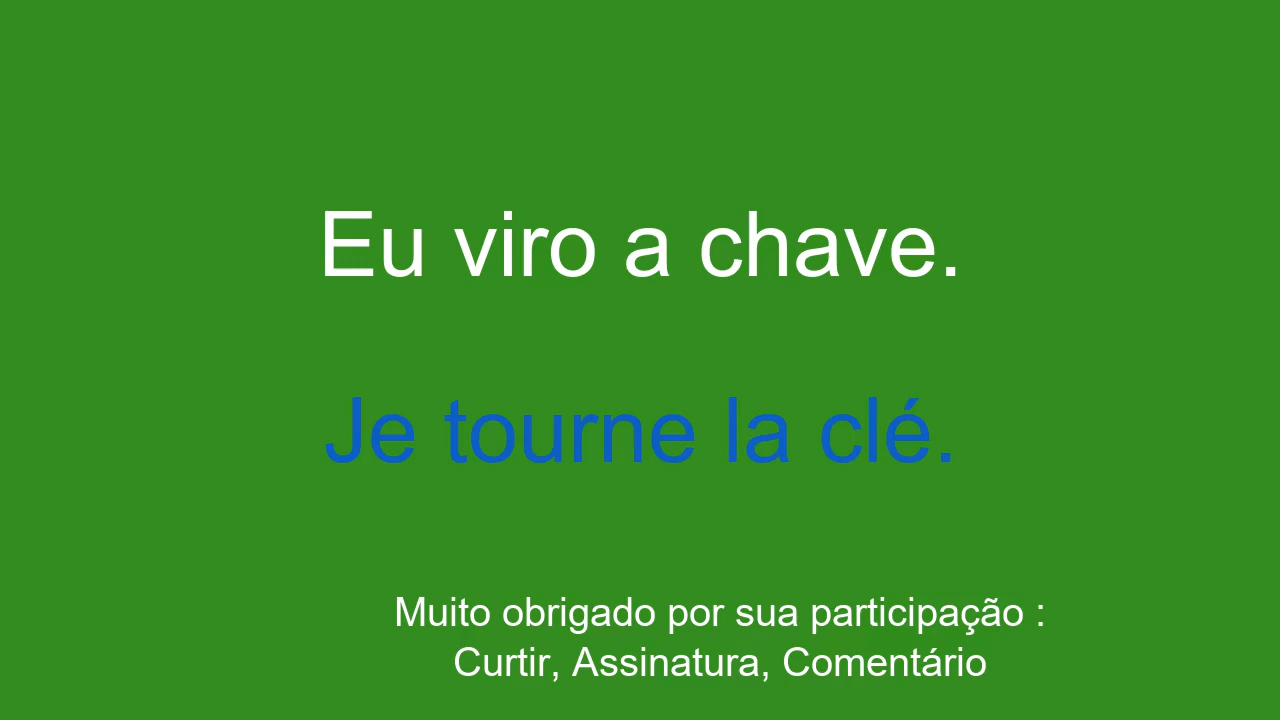 Eu viro a chave.
Je tourne la clé.
Muito obrigado por sua participação :
Curtir, Assinatura, Comentário